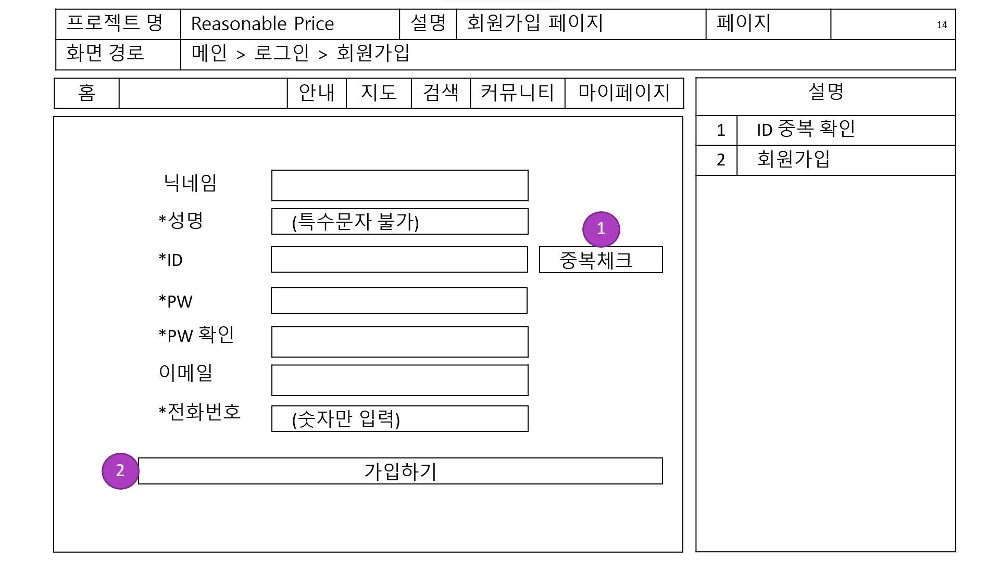 프로젝트 명 Reasonable Price 설명 회원가입 페이지 페이지 14
화면 경로 메인 > 로그인 > 회원가입
홈 안내 지도 검색 커뮤니티 마이페이지
설명
1 ID 중복 확인
2 회원가입
닉네임
*성명 (특수문자 불가)
1
*ID 중복체크
*PW
*PW 확인
이메일
*전화번호 (숫자만 입력)
2 가입하기